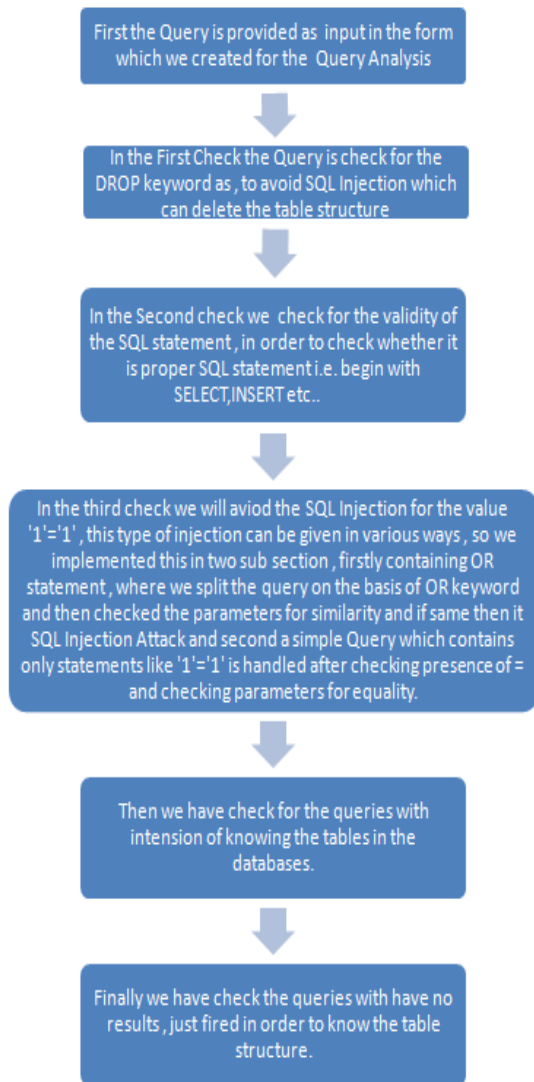 First the Query is provided as input in the form
which we created for the Query Analysis
In the First Check the Query is check for the
DROP keyword as , to avoid SQL Injection which
can delete the table structure
In the Second check we check for the validity of
the SQL statement , in order to check whether it
is proper SQL statement i.e. begin with
SELECT,INSERT etc..
In the third check we will aviod the SQL Injection for the value
'1'='1' , this type of injection can be given in various ways , so we
implemented this in two sub section , firstly containing OR
statement , where we split the query on the basis of OR keyword
and then checked the parameters for similarity and if same then it
SQL Injection Attack and second a simple Query which contains
only statements like '1'='1' is handled after checking presence of =
and checking parameters for equality.
Then we have check for the queries with
intension of knowing the tables in the
databases.
Finally we have check the queries with have no
results , just fired in order to know the table
structure.